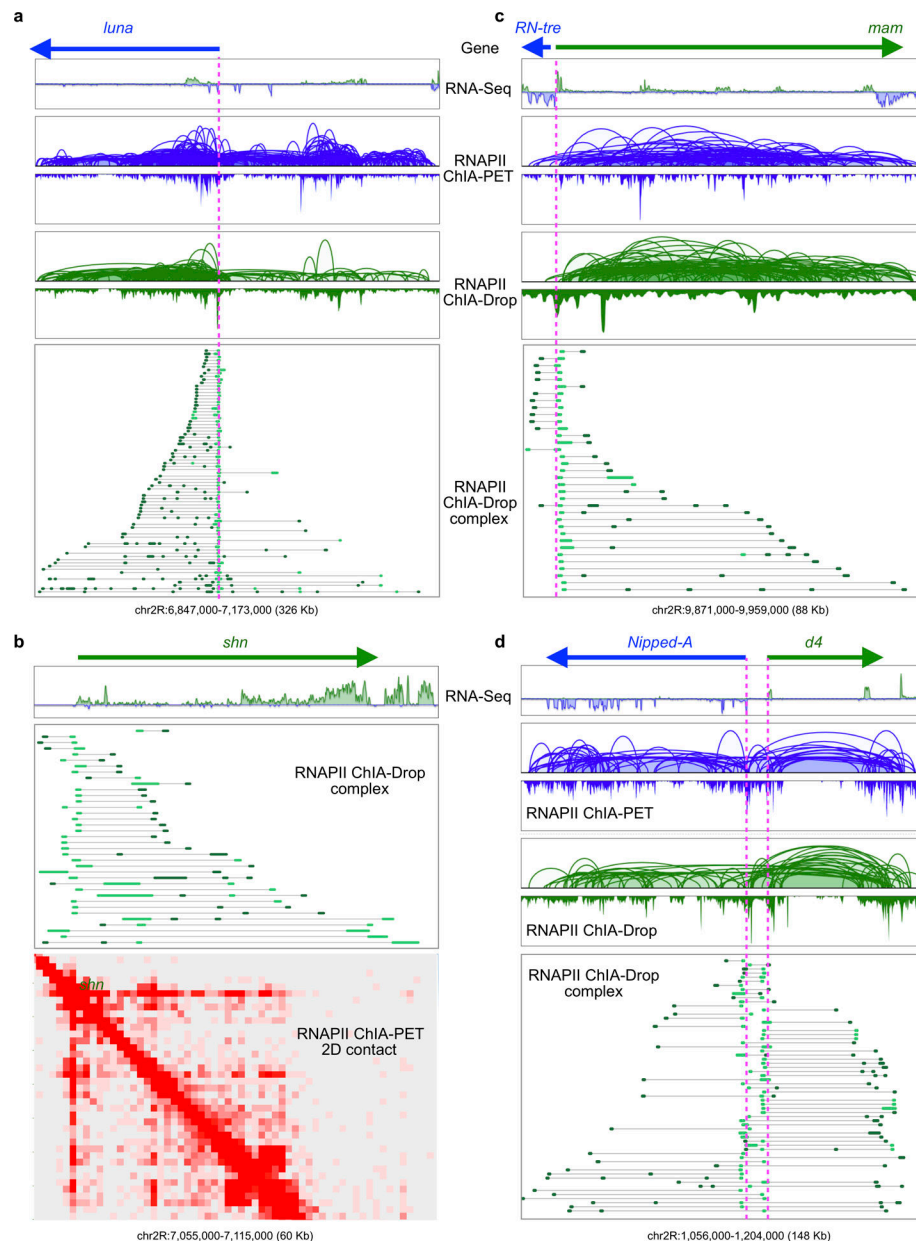 a
luna
Gene
RNA-Seq
RNAPII
ChIA-PET
RNAPII
ChIA-Drop
RNAPII
ChIA-Drop
complex
chr2R:6,847,000-7,173,000 (326 Kb)
c
RN-tre
mam
chr2R:9,871,000-9,959,000 (88 Kb)
b
shn
RNA-Seq
RNAPII ChIA-Drop
complex
shn
RNAPII ChIA-PET
2D contact
chr2R:7,055,000-7,115,000 (60 Kb)
d
Nipped-A
d4
RNAPII ChIA-PET
RNAPII ChIA-Drop
RNAPII ChIA-Drop
complex
chr2R:1,056,000-1,204,000 (148 Kb)